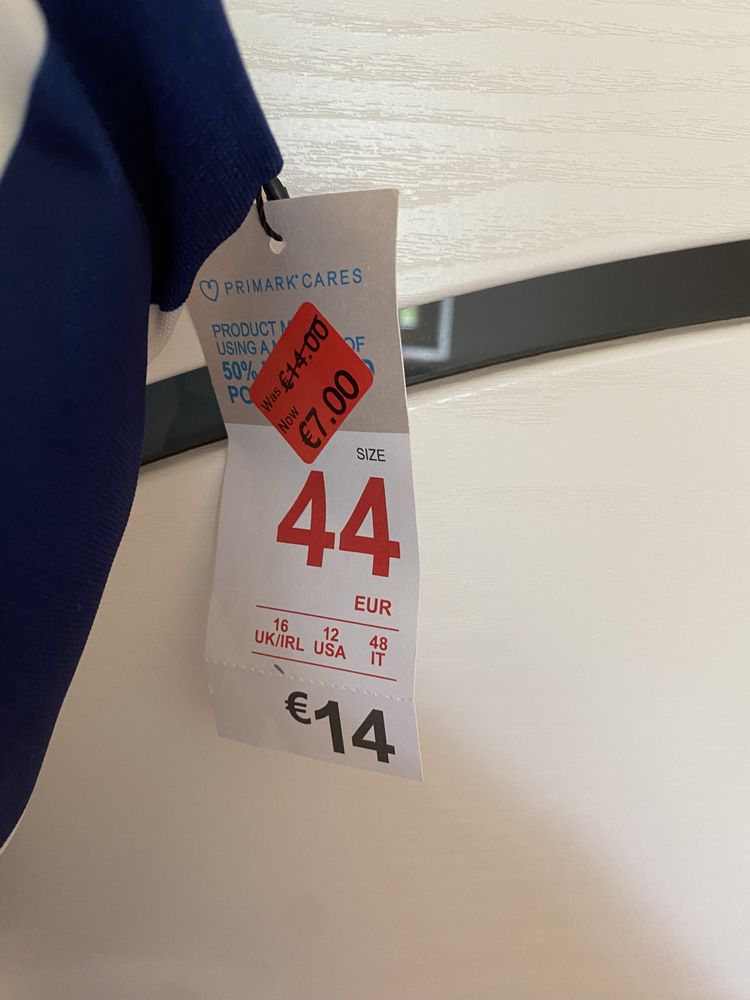 PRIMARK® CARES
PRODUCT
USING A OF
50%
Was €14.00
Now €7.00
SIZE
44
EUR
16 12 48
UK/IRL USA IT
€14